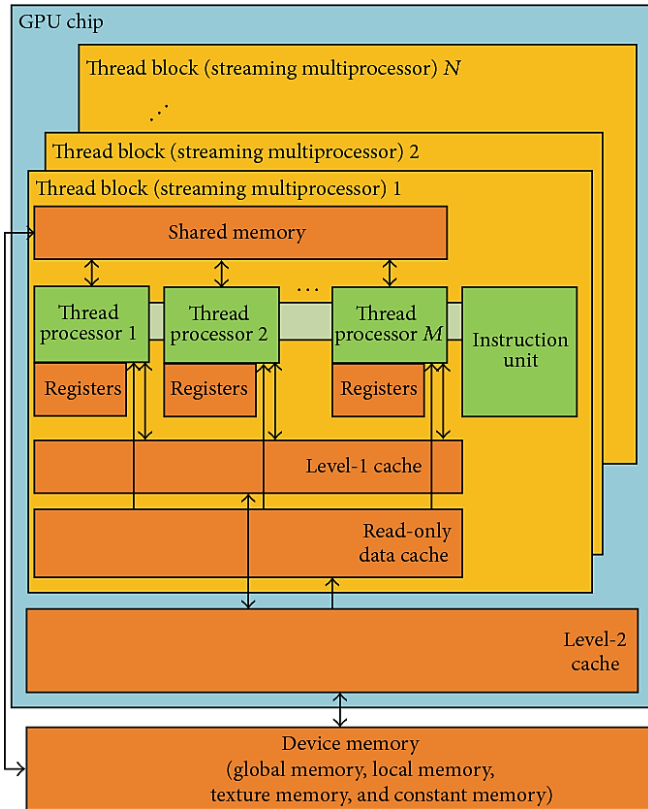 GPU chip
Thread block (streaming multiprocessor) N
⋰
Thread block (streaming multiprocessor) 2
Thread block (streaming multiprocessor) 1
Shared memory
...
Thread
processor 1
Thread
processor 2
Thread
processor M
Instruction
unit
Registers
Registers
Registers
Level-1 cache
Read-only
data cache
Level-2
cache
Device memory
(global memory, local memory,
texture memory, and constant memory)